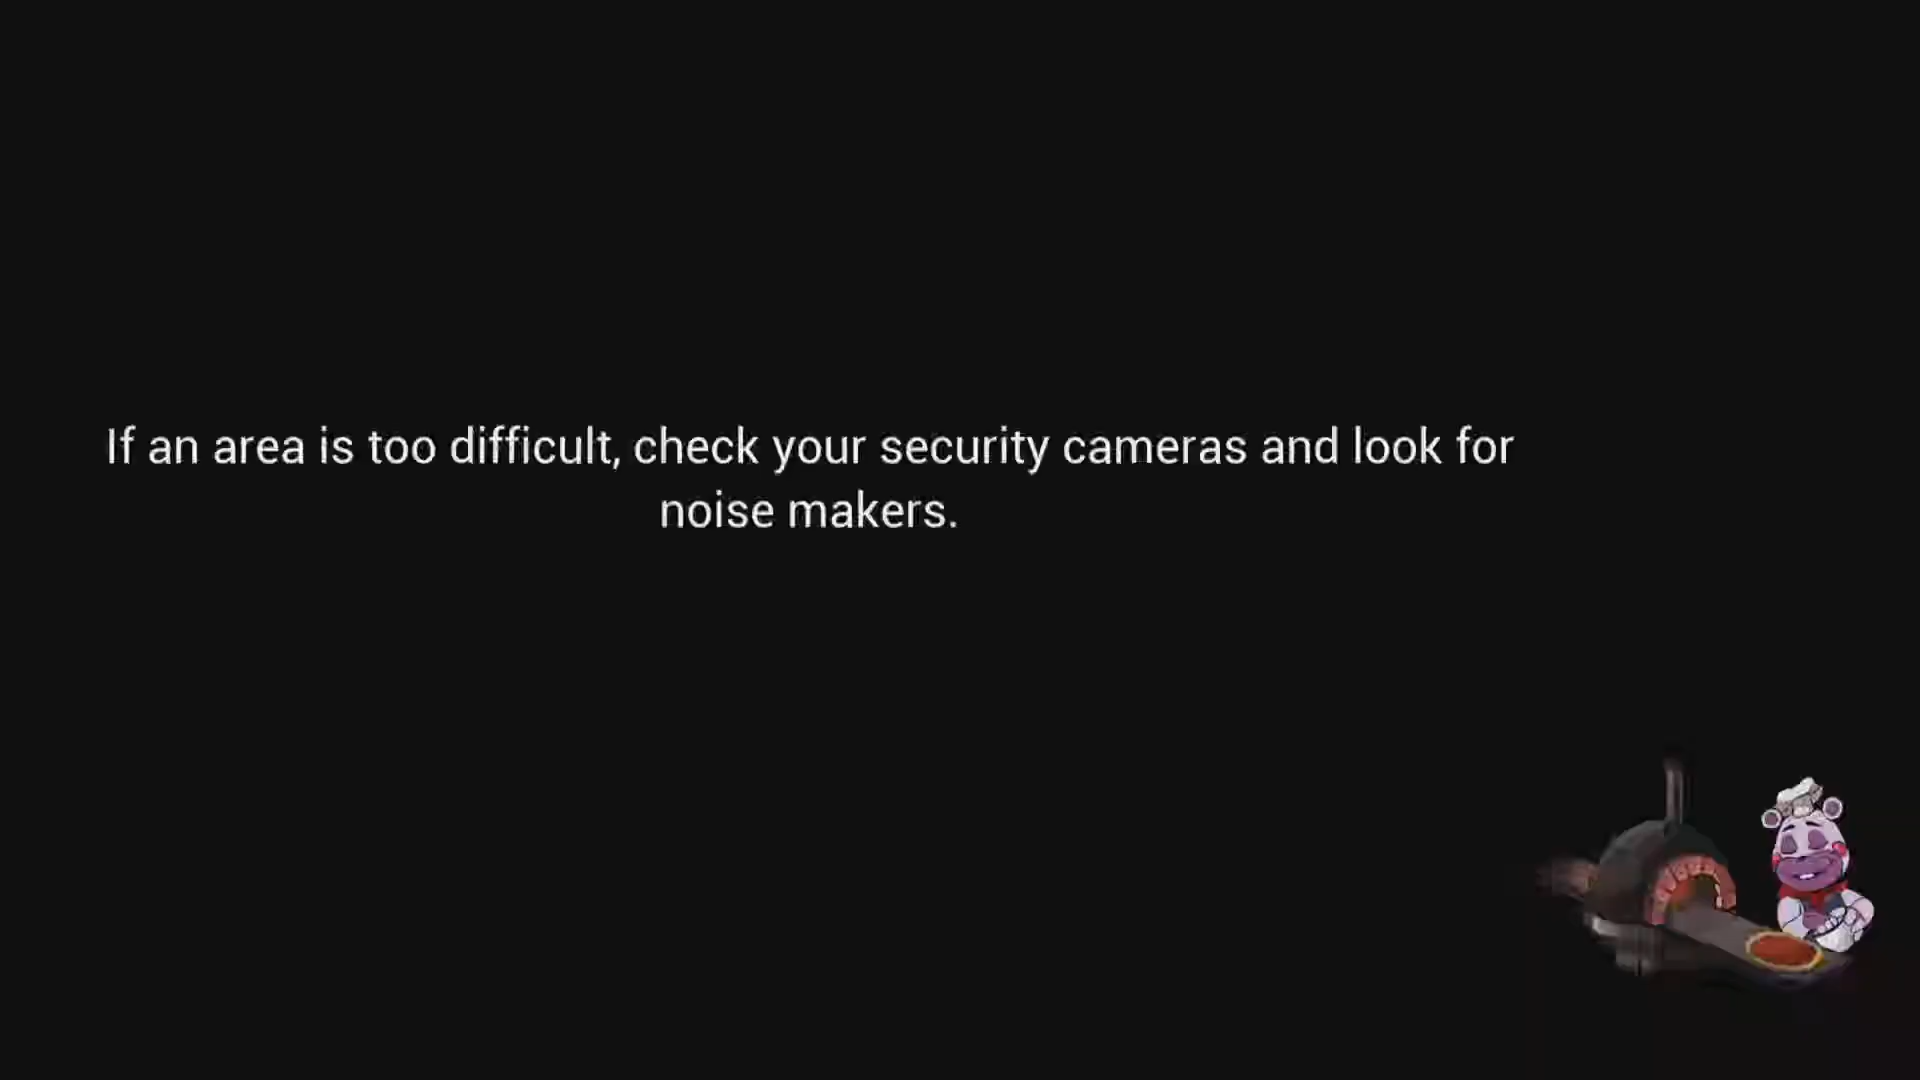 If an area is too difficult, check your security cameras and look for
noise makers.